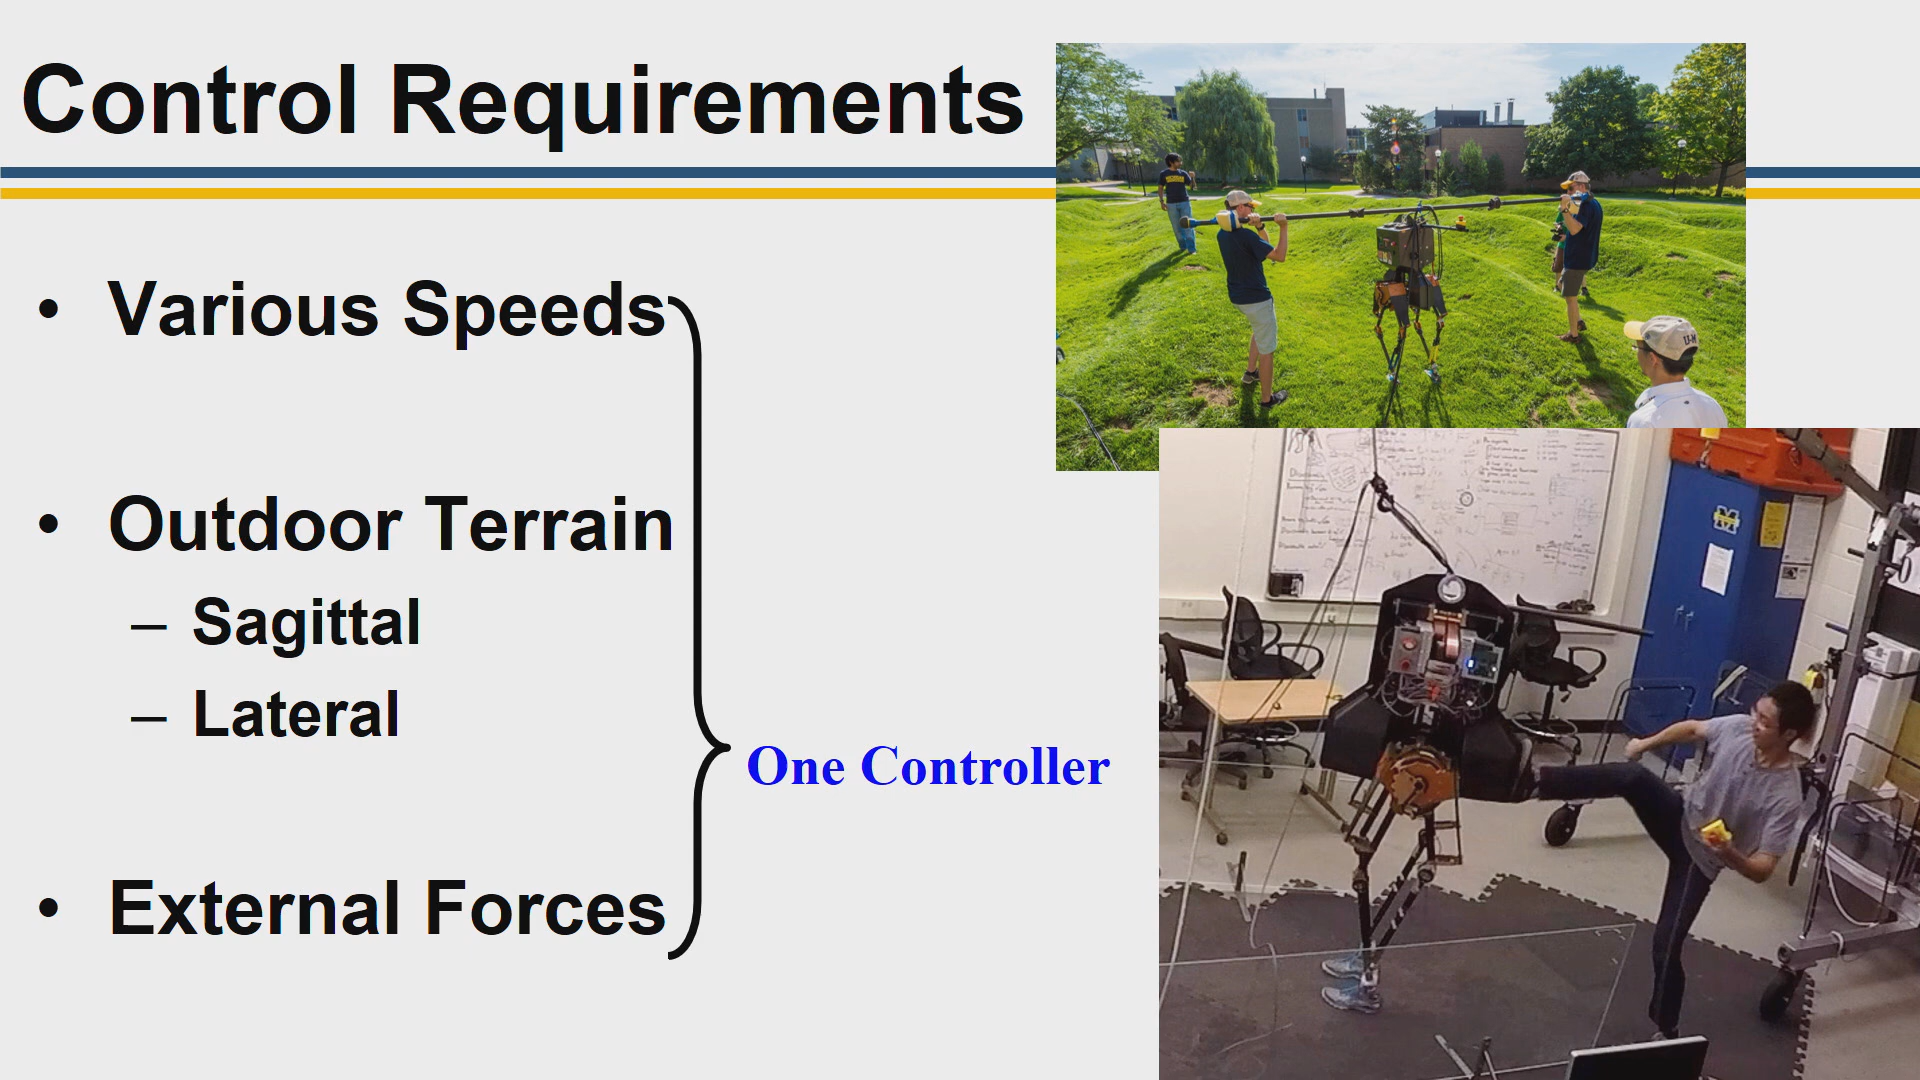 Control Requirements
• Various Speeds
• Outdoor Terrain
– Sagittal
– Lateral
One Controller
• External Forces
U-M
M